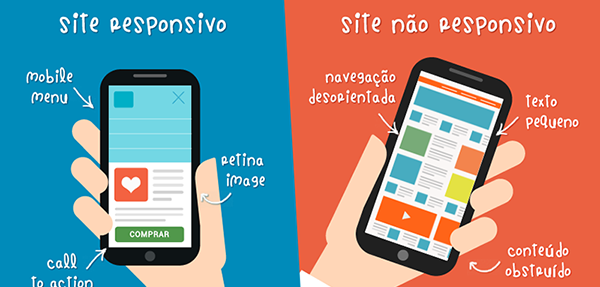 site responsivo
mobile
menu
retina
image
COMPRAR
call
to action
site não responsivo
navegação
desorientada
texto
pequeno
conteúdo
obstruído